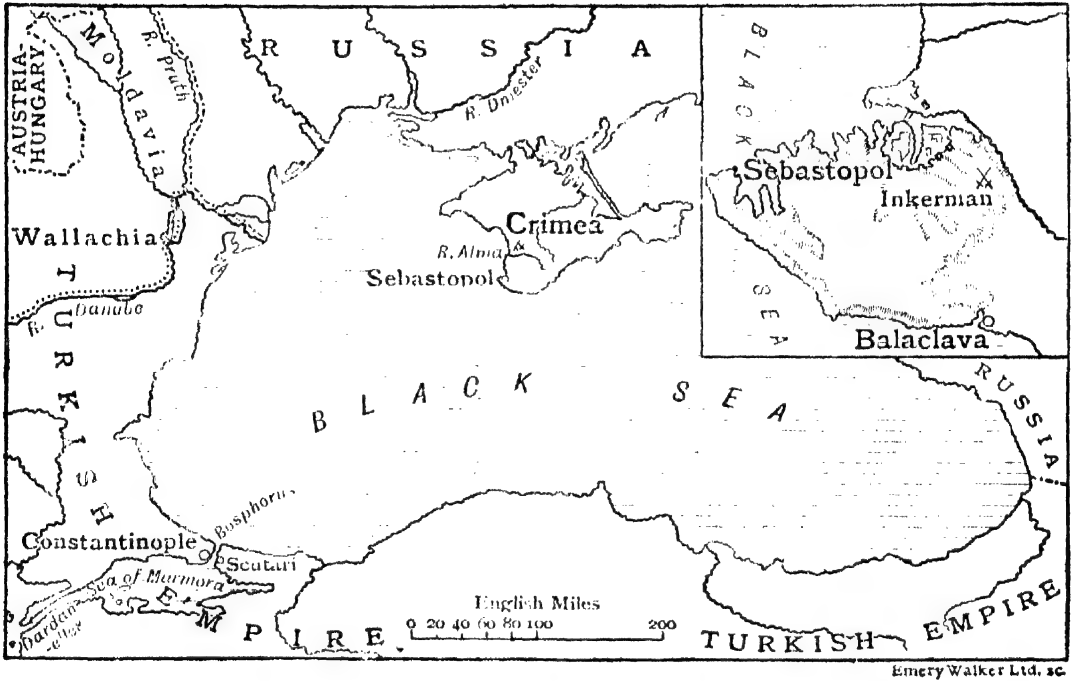 RUSSIA
AUSTRIA-
HUNGARY
Moldavia
R. Pruth
R. Dniester
BLACK SEA
Sebastopol
Inkerman
Balaclava
Wallachia
Crimea
R. Alma
Sebastopol
R. Danube
TURKISH EMPIRE
BLACK SEA
RUSSIA
Constantinople
Bosphorus
Scutari
Sea of Marmora
Dardan-
elles
English Miles
0 20 40 60 80 100 200
TURKISH EMPIRE
Emery Walker Ltd. sc.